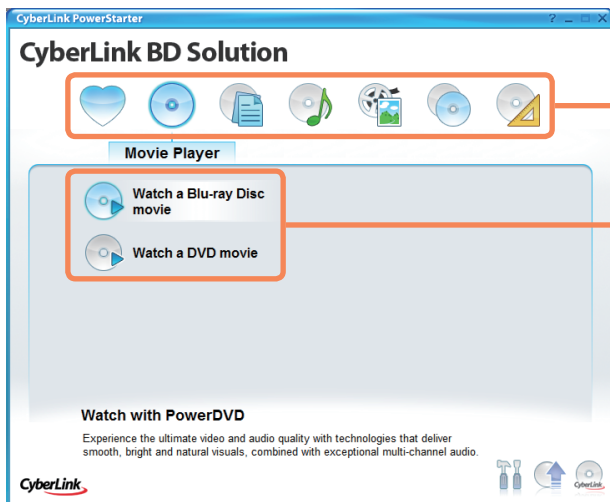 CyberLink PowerStarter
CyberLink BD Solution
Movie Player
Watch a Blu-ray Disc
movie
Watch a DVD movie
Watch with PowerDVD
Experience the ultimate video and audio quality with technologies that deliver
smooth, bright and natural visuals, combined with exceptional multi-channel audio.
CyberLink
CyberLink